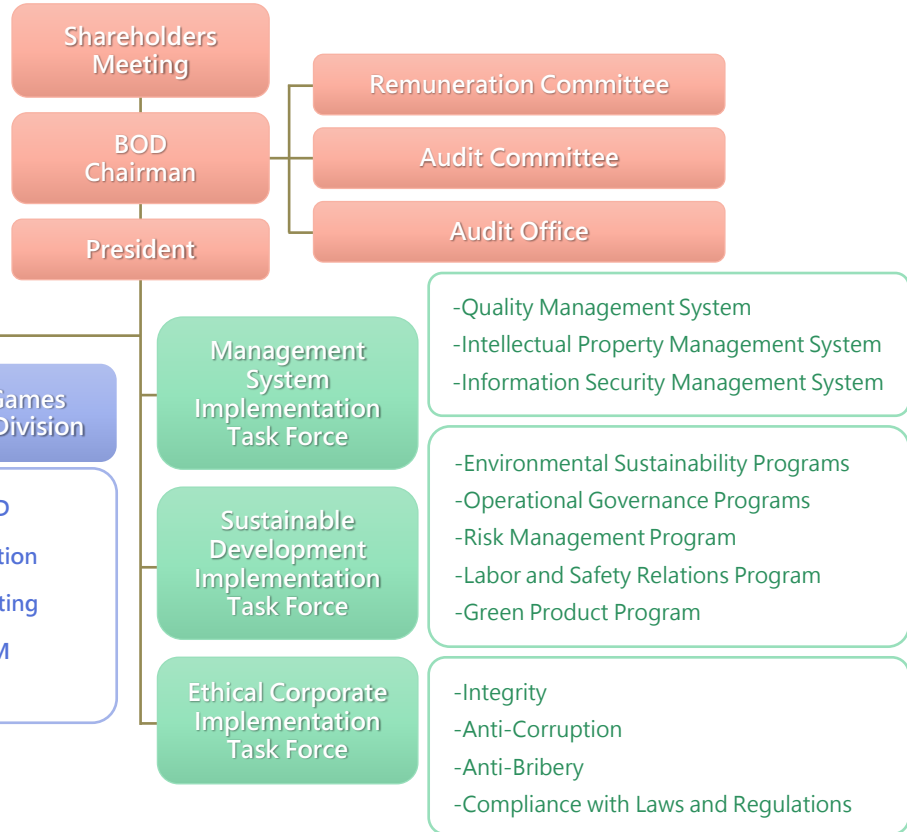 Shareholders
Meeting
BOD
Chairman
President
Remuneration Committee
Audit Committee
Audit Office
Division
Management
System
Implementation
Task Force
-Quality Management System
-Intellectual Property Management System
-Information Security Management System
Sustainable
Development
Implementation
Task Force
-Environmental Sustainability Programs
-Operational Governance Programs
-Risk Management Program
-Labor and Safety Relations Program
-Green Product Program
Ethical Corporate
Implementation
Task Force
-Integrity
-Anti-Corruption
-Anti-Bribery
-Compliance with Laws and Regulations